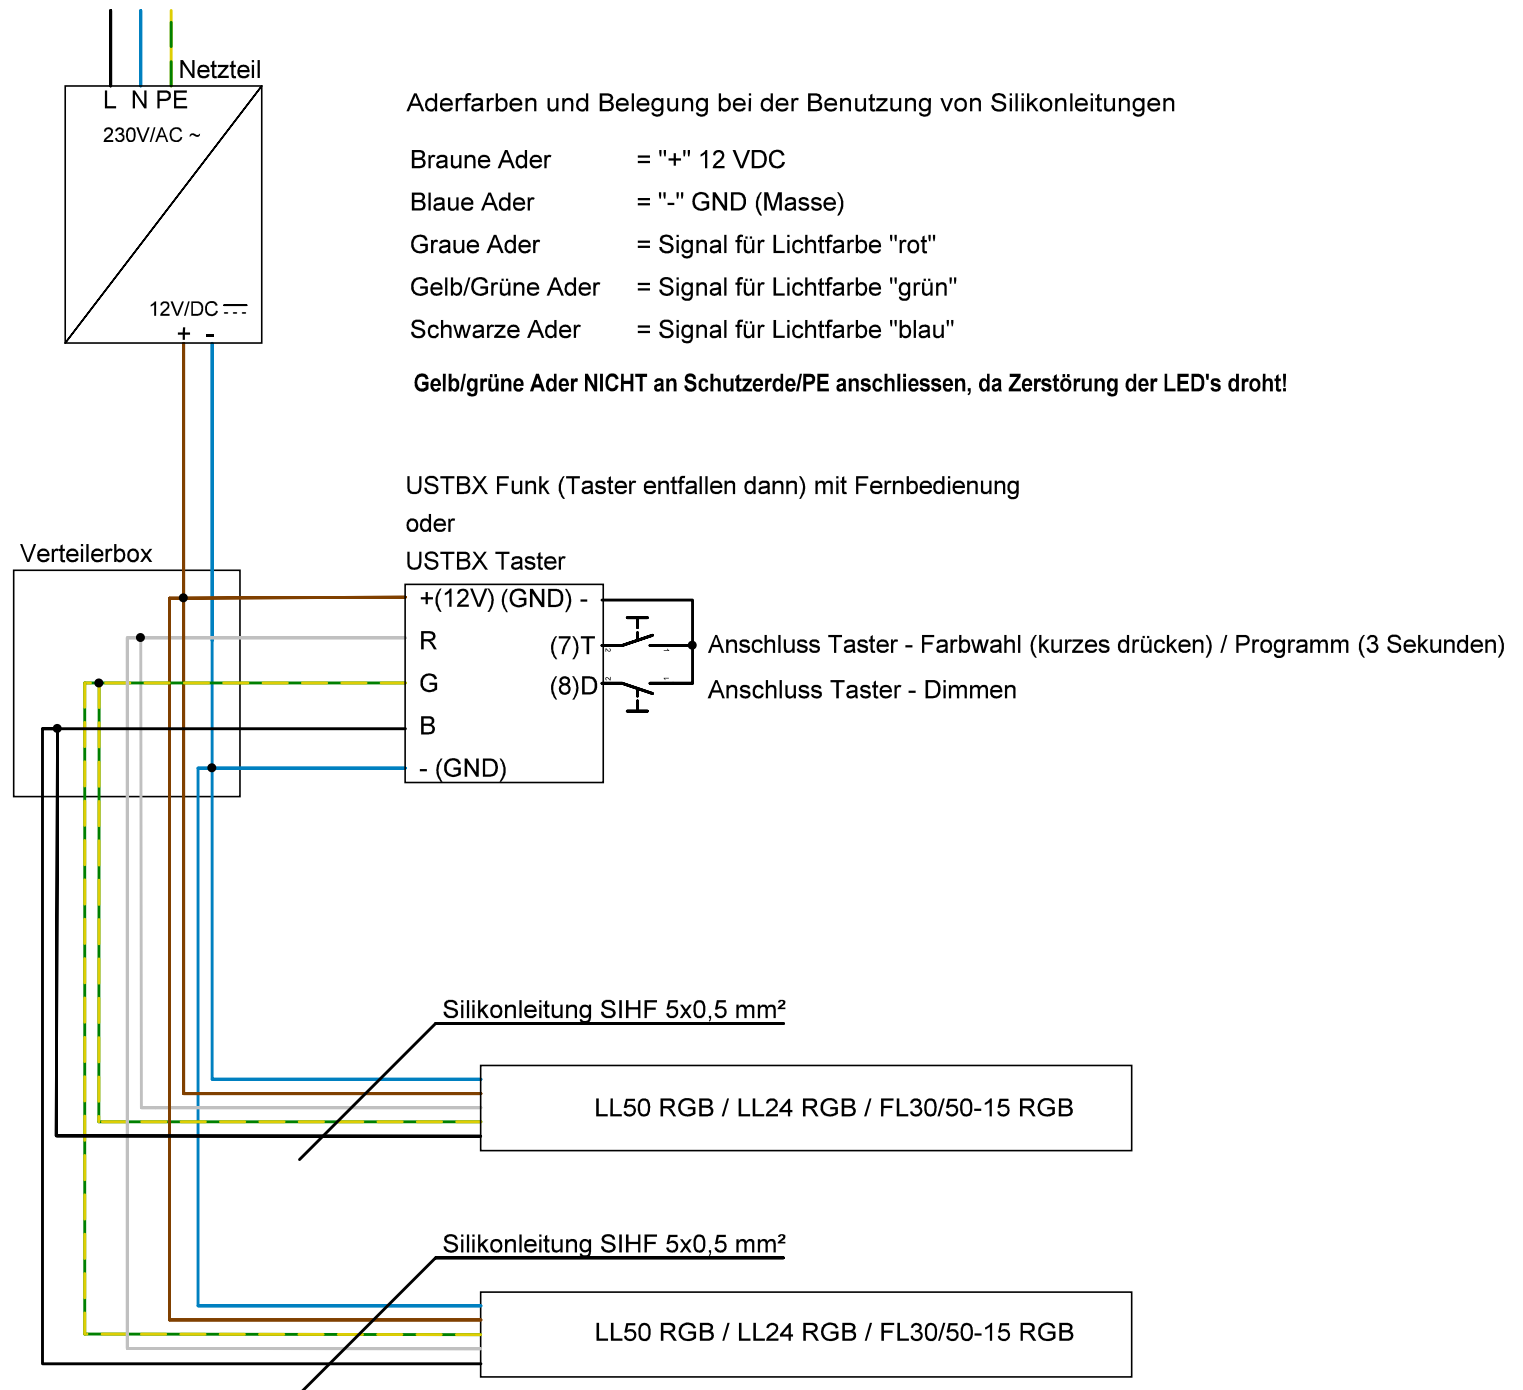 Netzteil
L N PE
230V/AC ~
12V/DC
+ -
Aderfarben und Belegung bei der Benutzung von Silikonleitungen
Braune Ader = "+" 12 VDC
Blaue Ader = "-" GND (Masse)
Graue Ader = Signal für Lichtfarbe "rot"
Gelb/Grüne Ader = Signal für Lichtfarbe "grün"
Schwarze Ader = Signal für Lichtfarbe "blau"
Gelb/grüne Ader NICHT an Schutzerde/PE anschliessen, da Zerstörung der LED's droht!
USTBX Funk (Taster entfallen dann) mit Fernbedienung
oder
USTBX Taster
Verteilerbox
+(12V) (GND) -
R
(7)T
2 1
Anschluss Taster - Farbwahl (kurzes drücken) / Programm (3 Sekunden)
G
(8)D
2 1
Anschluss Taster - Dimmen
B
- (GND)
Silikonleitung SIHF 5x0,5 mm²
LL50 RGB / LL24 RGB / FL30/50-15 RGB
Silikonleitung SIHF 5x0,5 mm²
LL50 RGB / LL24 RGB / FL30/50-15 RGB